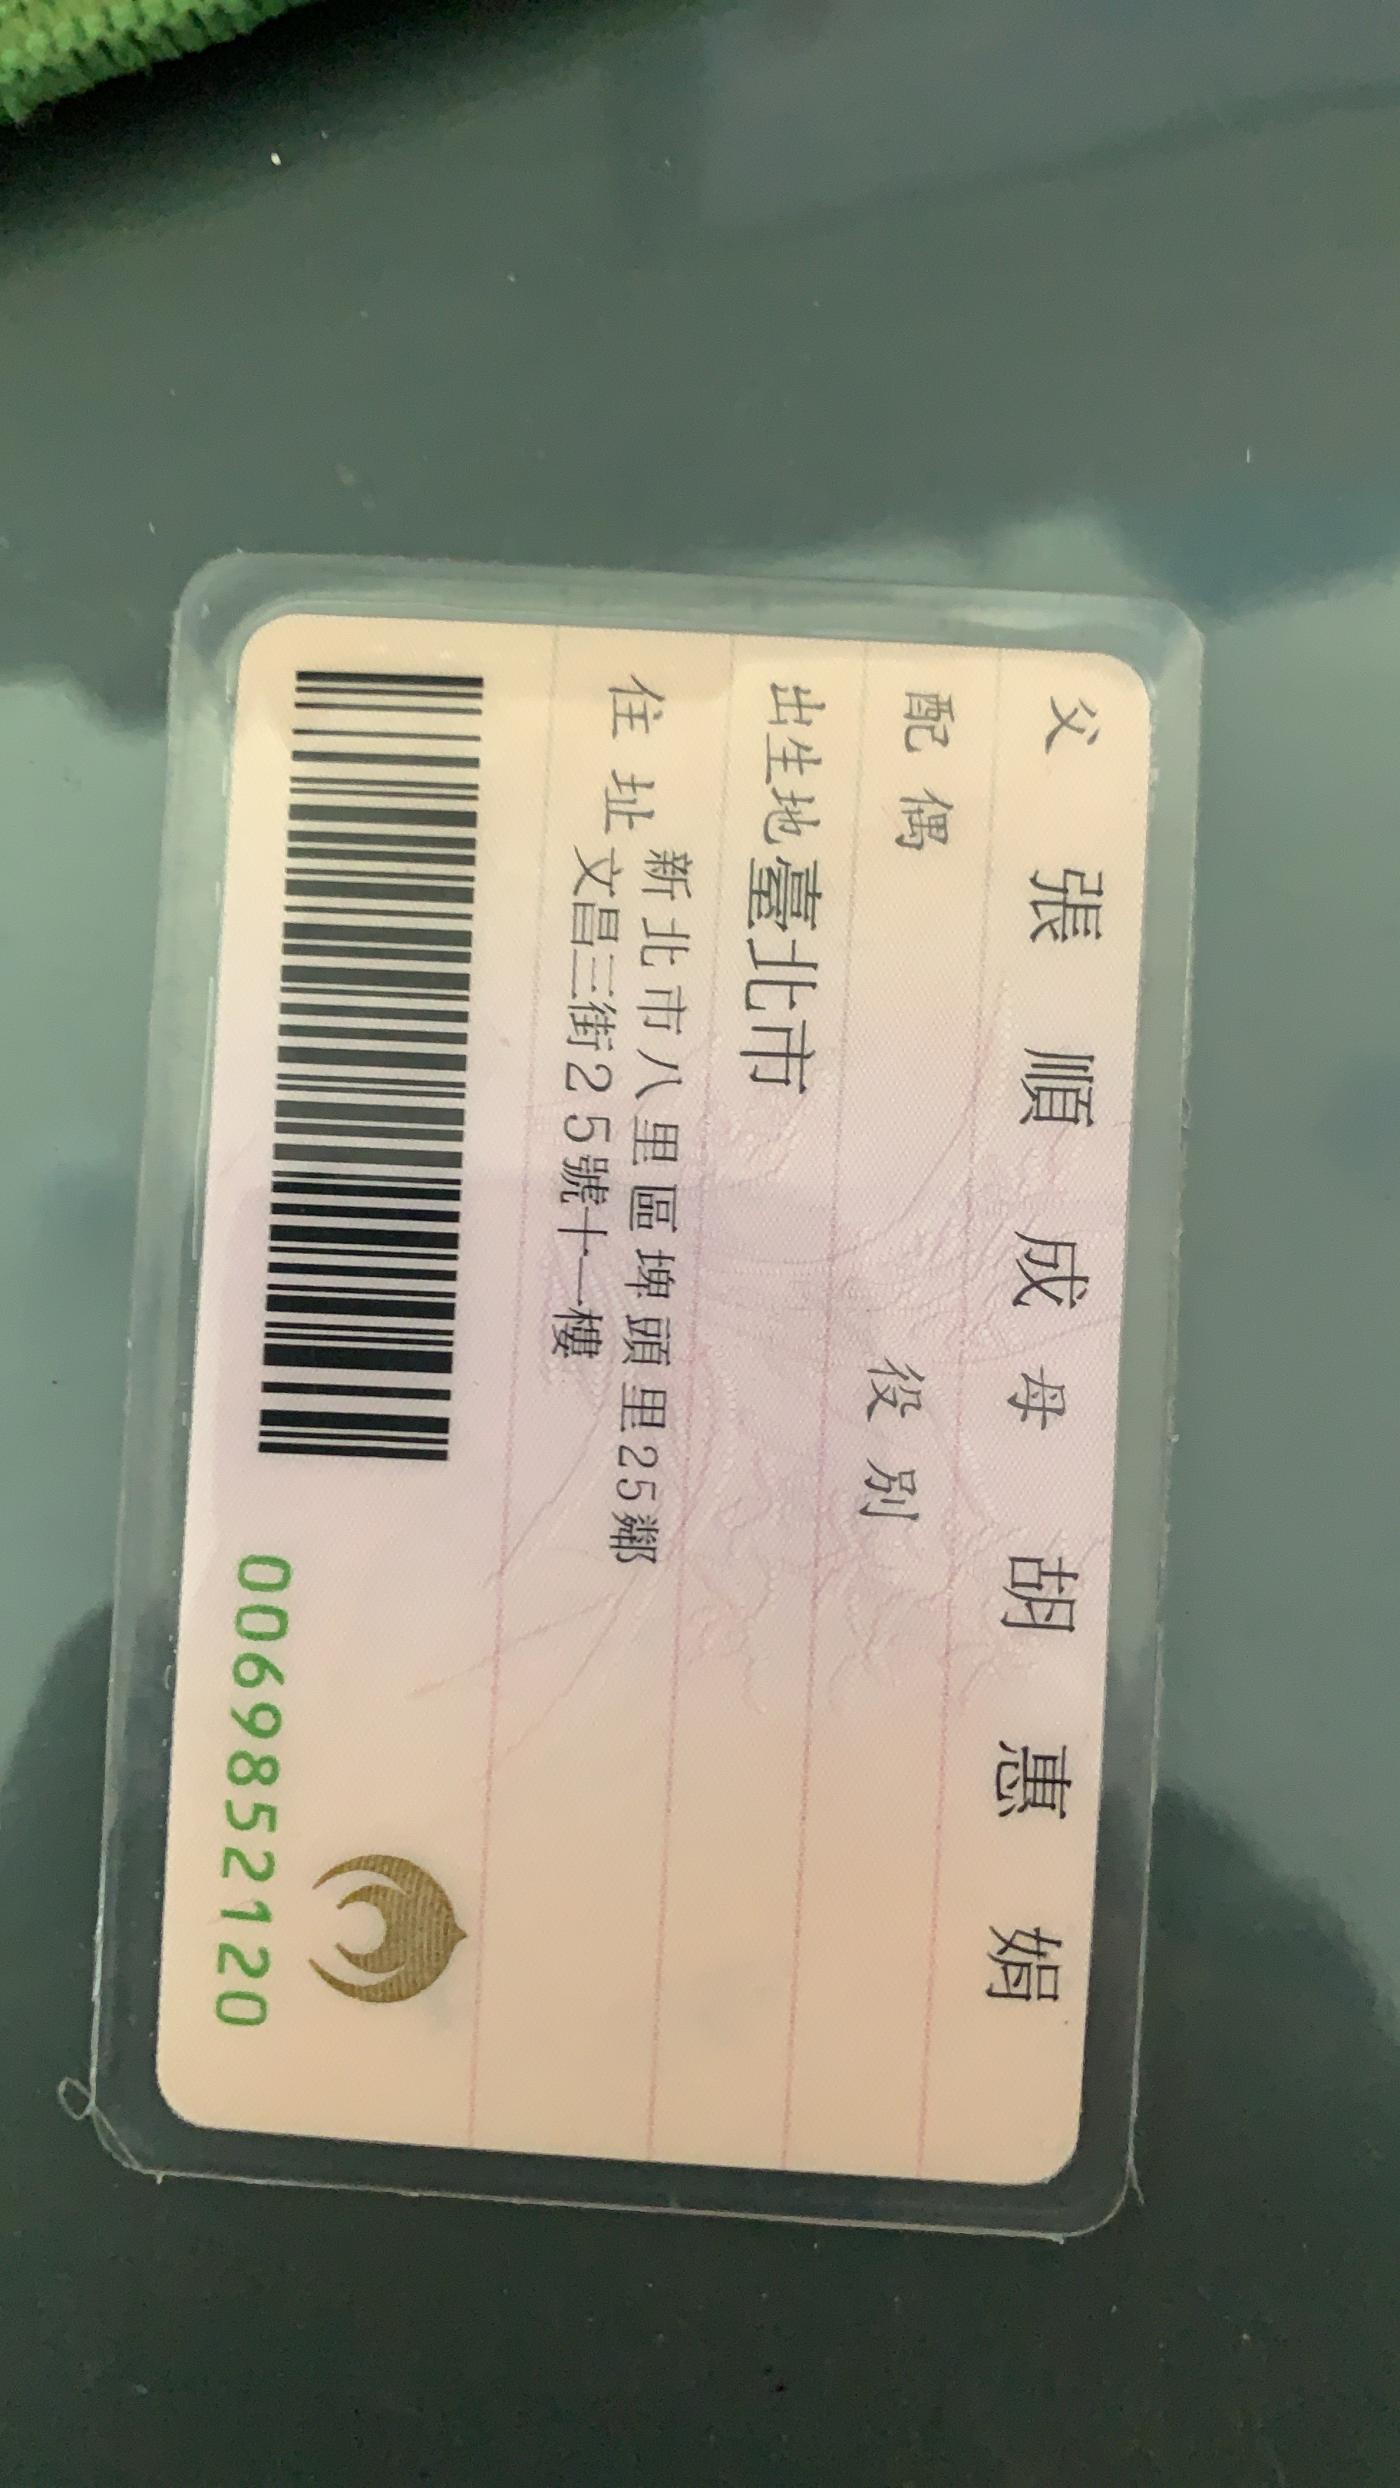 父 張順成 母 胡惠娟
配偶 役別
出生地 臺北市
住址 新北市八里區埤頭里25鄰
文昌三街25號十一樓
0069852120